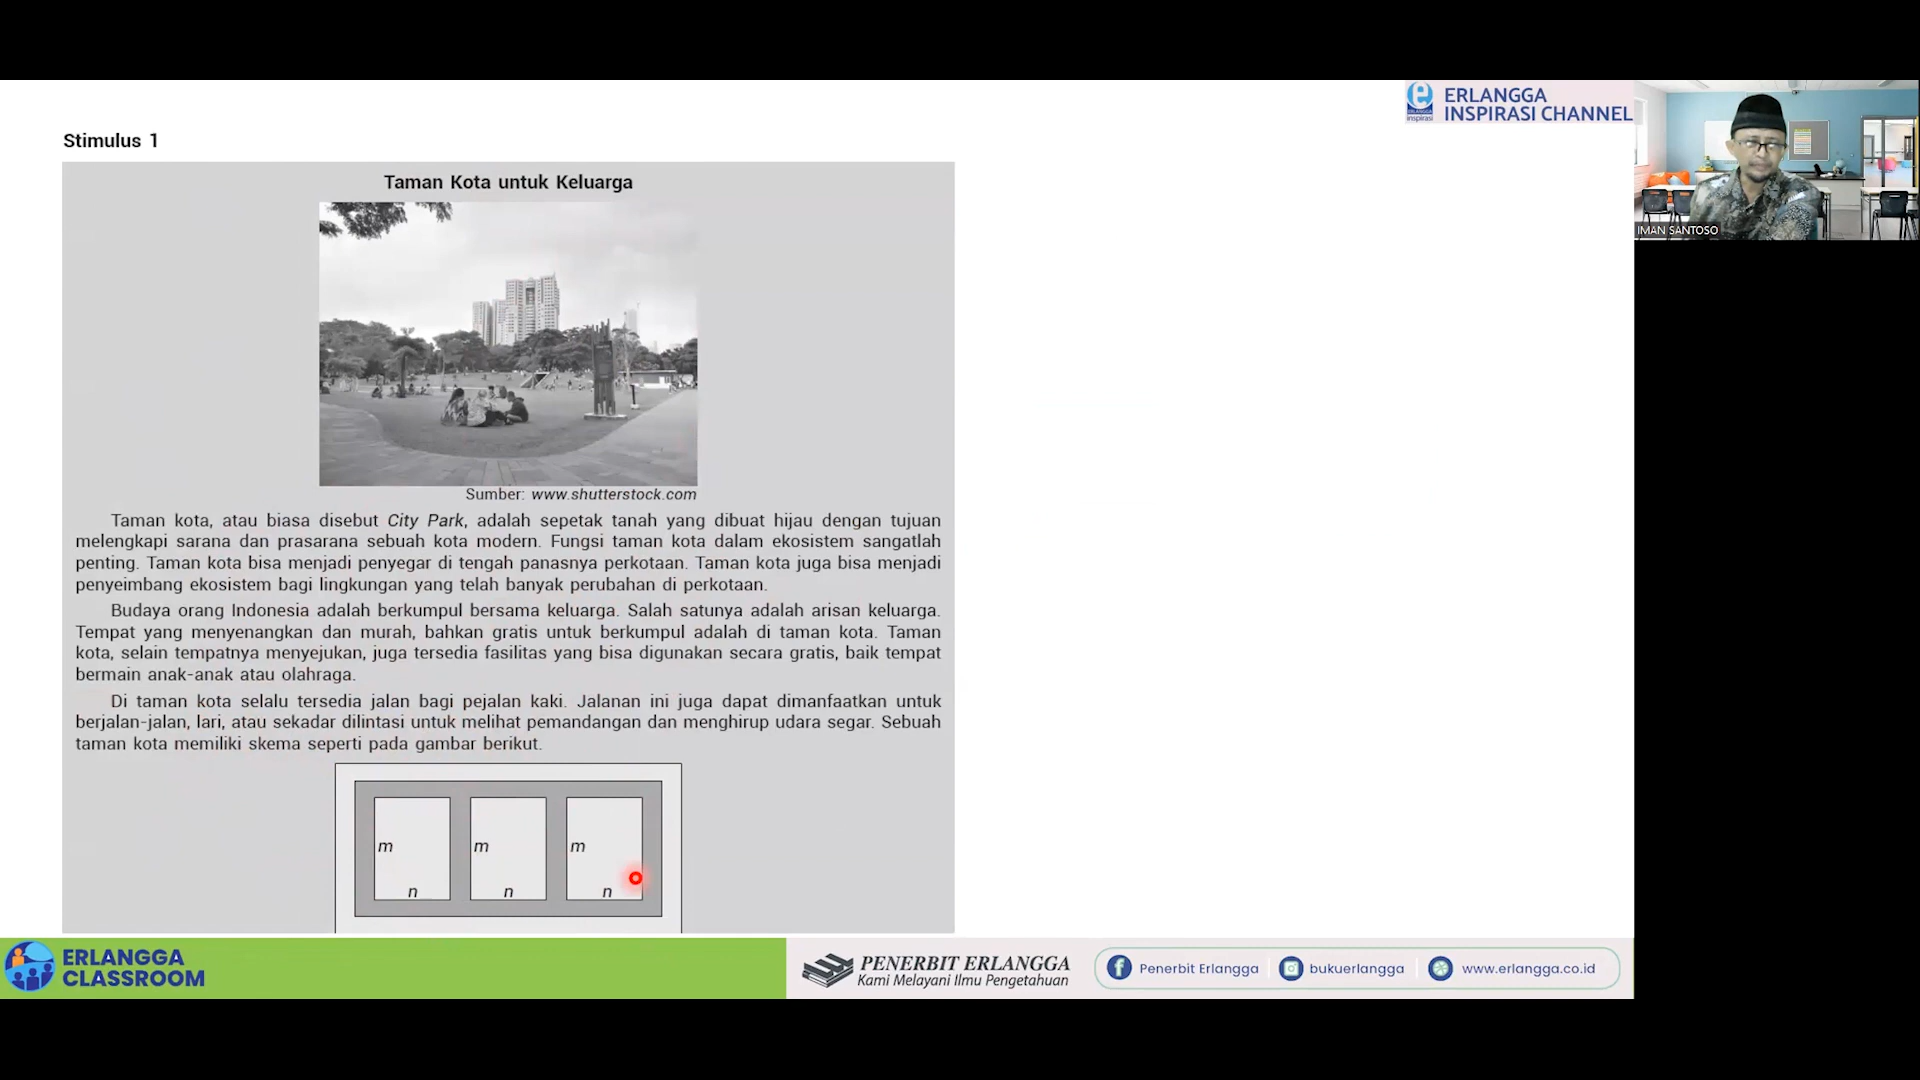 ERLANGGA
INSPIRASI CHANNEL
e
inspirasi
IMAN SANTOSO
Stimulus 1
Taman Kota untuk Keluarga
Sumber: www.shutterstock.com
Taman kota, atau biasa disebut City Park, adalah sepetak tanah yang dibuat hijau dengan tujuan
melengkapi sarana dan prasarana sebuah kota modern. Fungsi taman kota dalam ekosistem sangatlah
penting. Taman kota bisa menjadi penyegar di tengah panasnya perkotaan. Taman kota juga bisa menjadi
penyeimbang ekosistem bagi lingkungan yang telah banyak perubahan di perkotaan.
Budaya orang Indonesia adalah berkumpul bersama keluarga. Salah satunya adalah arisan keluarga.
Tempat yang menyenangkan dan murah, bahkan gratis untuk berkumpul adalah di taman kota. Taman
kota, selain tempatnya menyejukan, juga tersedia fasilitas yang bisa digunakan secara gratis, baik tempat
bermain anak-anak atau olahraga.
Di taman kota selalu tersedia jalan bagi pejalan kaki. Jalanan ini juga dapat dimanfaatkan untuk
berjalan-jalan, lari, atau sekadar dilintasi untuk melihat pemandangan dan menghirup udara segar. Sebuah
taman kota memiliki skema seperti pada gambar berikut.
m m m
n n n
ERLANGGA
CLASSROOM
PENERBIT ERLANGGA
Kami Melayani Ilmu Pengetahuan
Penerbit Erlangga
bukuerlangga
www.erlangga.co.id